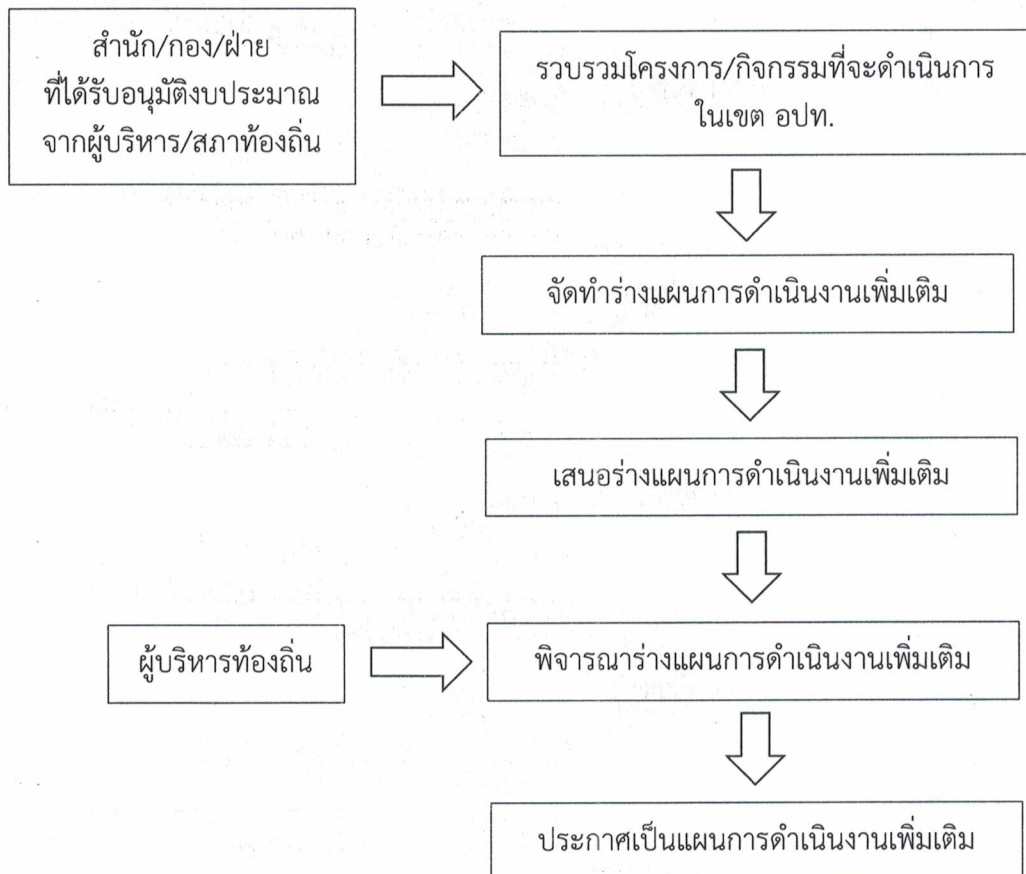 สำนัก/กอง/ฝ่าย
ที่ได้รับอนุมัติงบประมาณ
จากผู้บริหาร/สภาท้องถิ่น
รวบรวมโครงการ/กิจกรรมที่จะดำเนินการ
ในเขต อปท.
จัดทำร่างแผนการดำเนินงานเพิ่มเติม
เสนอร่างแผนการดำเนินงานเพิ่มเติม
ผู้บริหารท้องถิ่น
พิจารณาร่างแผนการดำเนินงานเพิ่มเติม
ประกาศเป็นแผนการดำเนินงานเพิ่มเติม